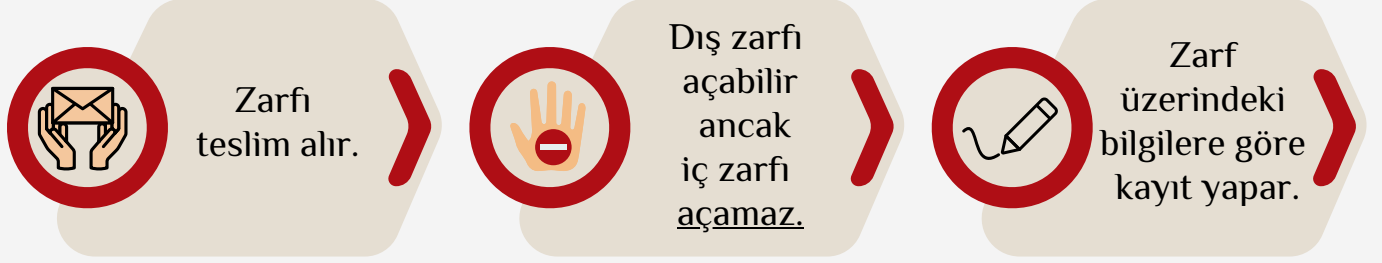 Zarfı
teslim alır.
Dış zarfı
açabilir
ancak
iç zarfı
açamaz.
Zarf
üzerindeki
bilgilere göre
kayıt yapar.